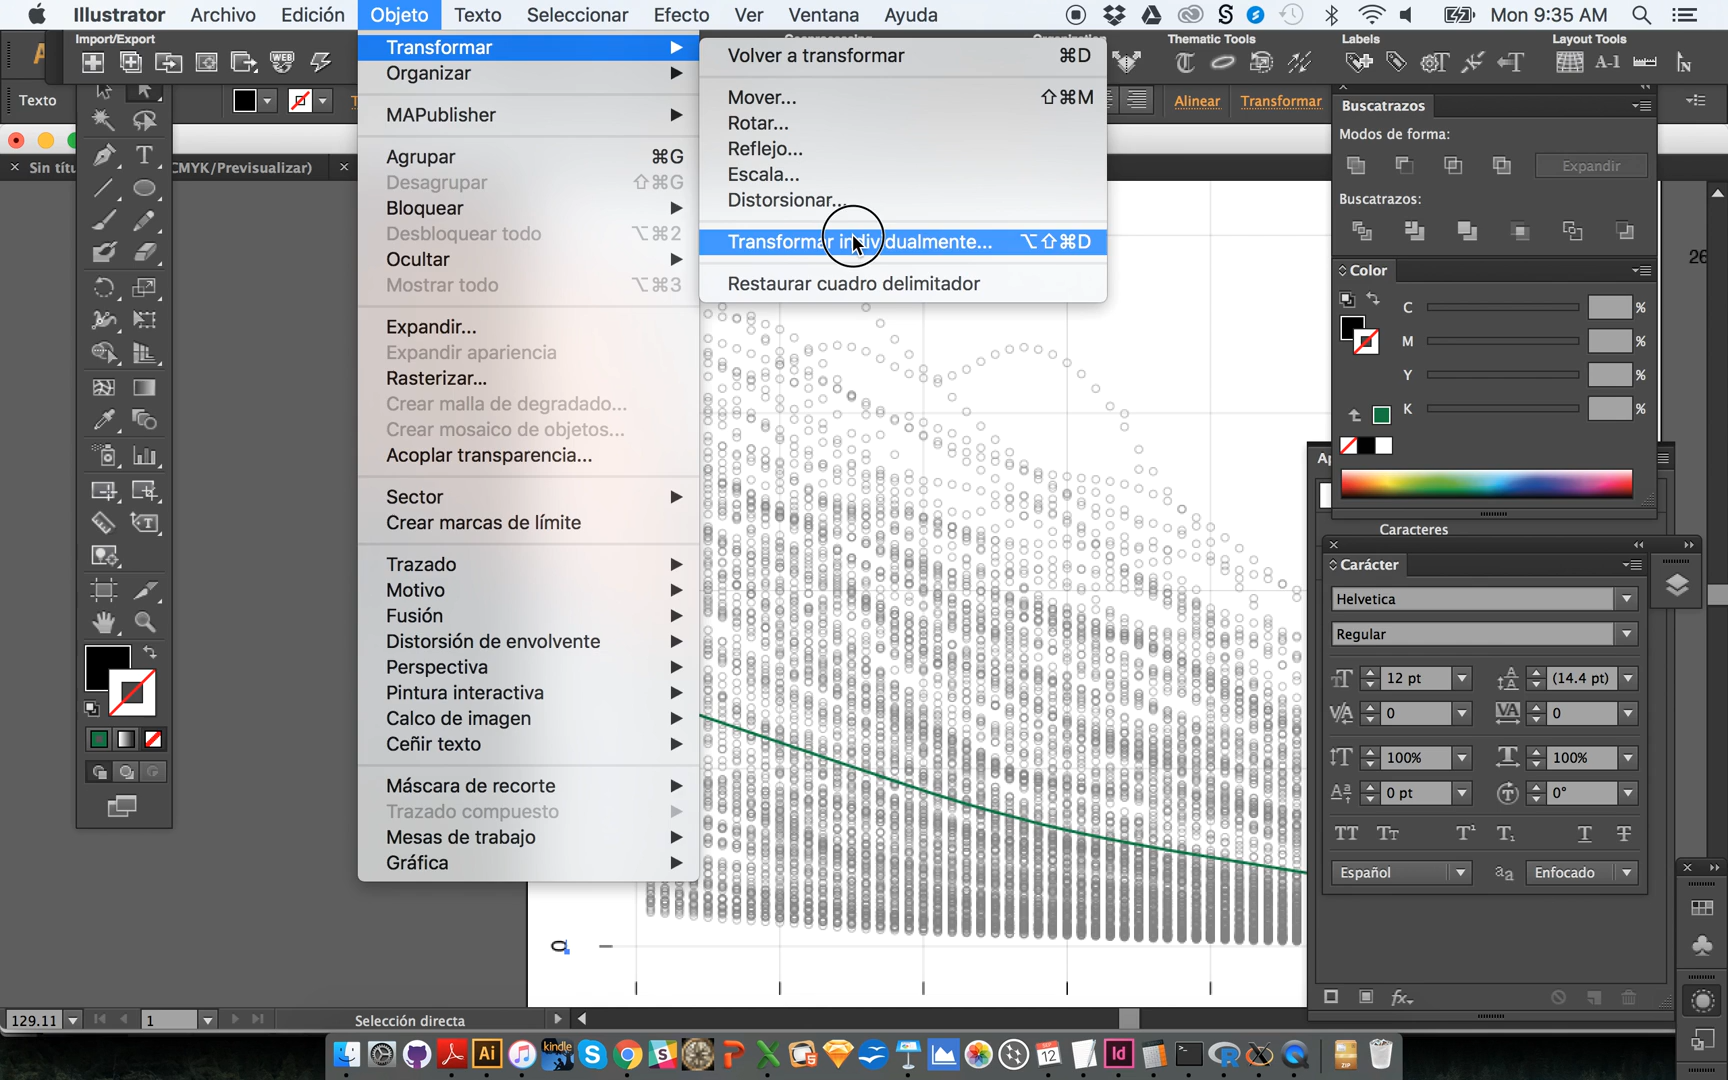 Illustrator Archivo Edición Objeto Texto Seleccionar Efecto Ver Ventana Ayuda Mon 9:35 AM
Import/Export Thematic Tools Labels Layout Tools
Texto
Alinear Transformar
Sin títu CMYK/Previsualizar)
Transformar
Organizar
MAPublisher
Agrupar ⌘G
Desagrupar ⇧⌘G
Bloquear
Desbloquear todo ⌥⌘2
Ocultar
Mostrar todo ⌥⌘3
Expandir...
Expandir apariencia
Rasterizar...
Crear malla de degradado...
Crear mosaico de objetos...
Acoplar transparencia...
Sector
Crear marcas de límite
Trazado
Motivo
Fusión
Distorsión de envolvente
Perspectiva
Pintura interactiva
Calco de imagen
Ceñir texto
Máscara de recorte
Trazado compuesto
Mesas de trabajo
Gráfica
Volver a transformar ⌘D
Mover... ⇧⌘M
Rotar...
Reflejo...
Escala...
Distorsionar...
Transformar individualmente... ⌥⇧⌘D
Restaurar cuadro delimitador
Buscatrazos
Modos de forma:
Expandir
Buscatrazos:
Color
C %
M %
Y %
K %
26
Caracteres
Carácter
Helvetica
Regular
12 pt (14.4 pt)
0 0
100% 100%
0 pt 0°
Español Enfocado
0
129.11 1 Selección directa